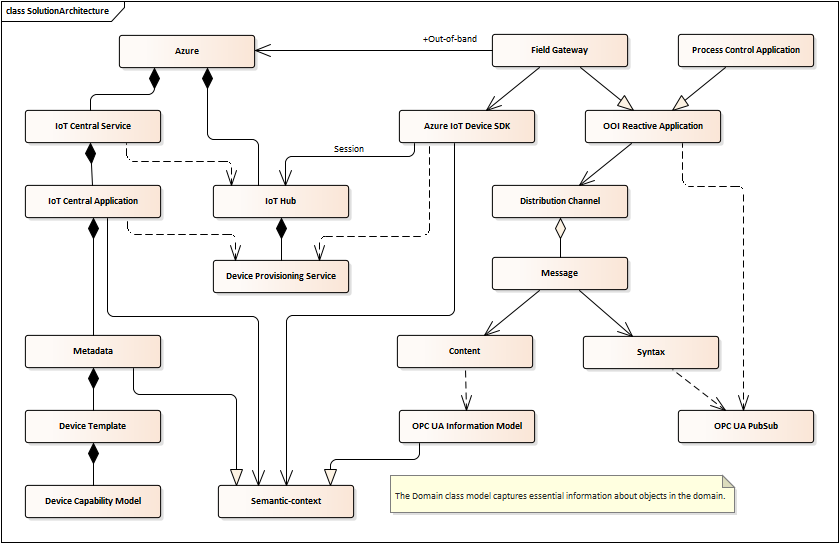 class SolutionArchitecture
Azure
+Out-of-band
Field Gateway
Process Control Application
IoT Central Service
Azure IoT Device SDK
OOI Reactive Application
Session
IoT Central Application
IoT Hub
Distribution Channel
Device Provisioning Service
Message
Metadata
Content
Syntax
Device Template
OPC UA Information Model
OPC UA PubSub
Device Capability Model
Semantic-context
The Domain class model captures essential information about objects in the domain.